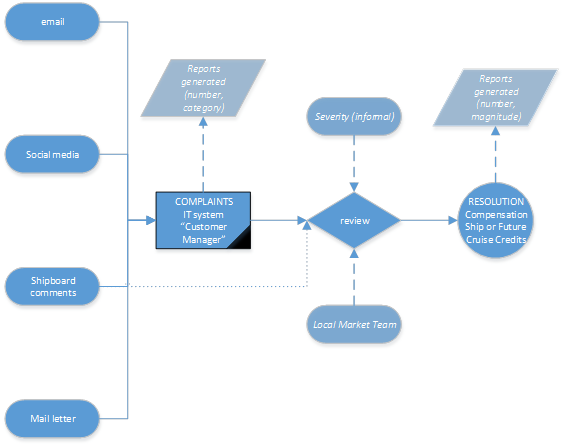 email
Social media
Shipboard
comments
Mail letter
Reports
generated
(number,
category)
COMPLAINTS
IT system
“Customer
Manager”
Severity (informal)
review
Local Market Team
Reports
generated
(number,
magnitude)
RESOLUTION
Compensation
Ship or Future
Cruise Credits